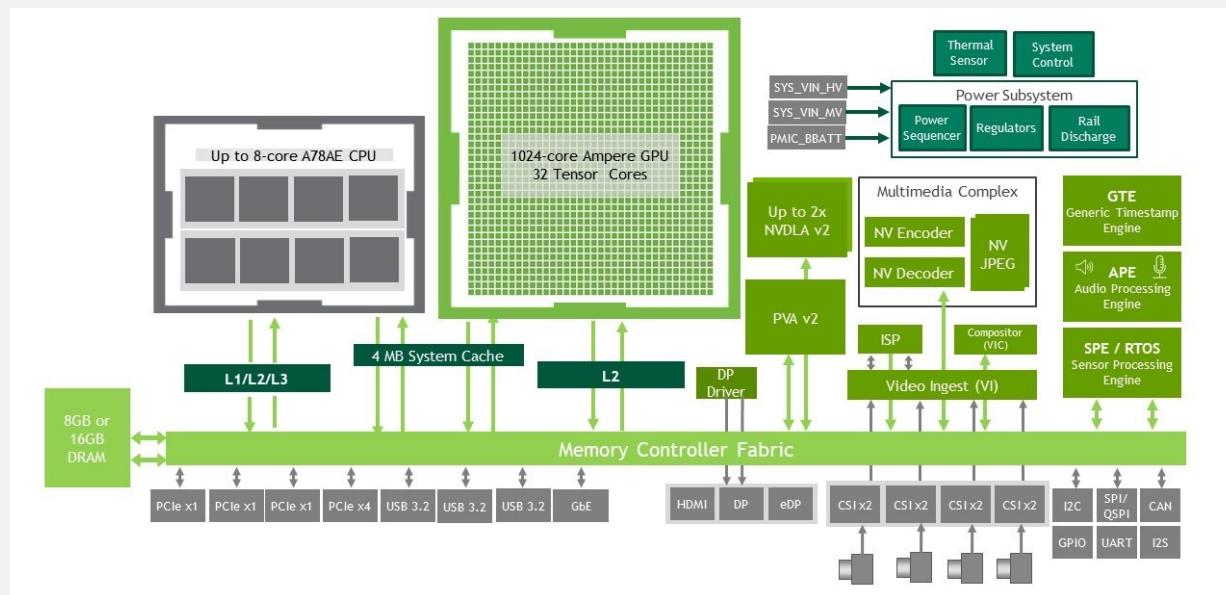 Thermal
Sensor
System
Control
SYS_VIN_HV
SYS_VIN_MV
PMIC_BBATT
Power Subsystem
Power
Sequencer
Regulators
Rail
Discharge
Up to 8-core A78AE CPU
1024-core Ampere GPU
32 Tensor Cores
Up to 2x
NVDLA v2
PVA v2
Multimedia Complex
NV Encoder
NV Decoder
NV
JPEG
GTE
Generic Timestamp
Engine
APE
Audio Processing
Engine
SPE / RTOS
Sensor Processing
Engine
ISP
Compositor
(VIC)
Video Ingest (VI)
L1/L2/L3
4 MB System Cache
L2
DP
Driver
8GB or
16GB
DRAM
Memory Controller Fabric
PCIe x1
PCIe x1
PCIe x1
PCIe x4
USB 3.2
USB 3.2
USB 3.2
GbE
HDMI
DP
eDP
CSI x2
CSI x2
CSI x2
CSI x2
I2C
SPI/
QSPI
CAN
GPIO
UART
I2S